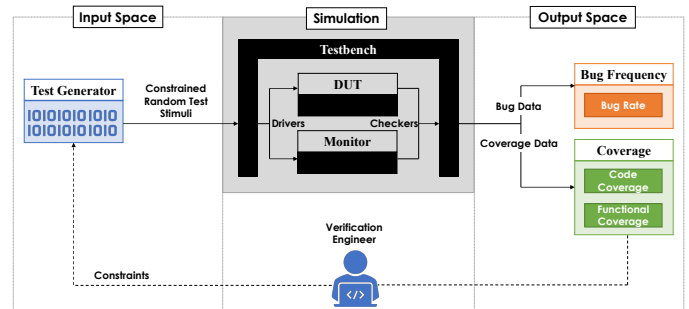 Input Space
Simulation
Output Space
Testbench
Test Generator
1010101010
1010101010
Constrained
Random Test
Stimuli
DUT
Drivers
Checkers
Monitor
Bug Data
Coverage Data
Bug Frequency
Bug Rate
Coverage
Code
Coverage
Functional
Coverage
Verification
Engineer
Constraints
</>